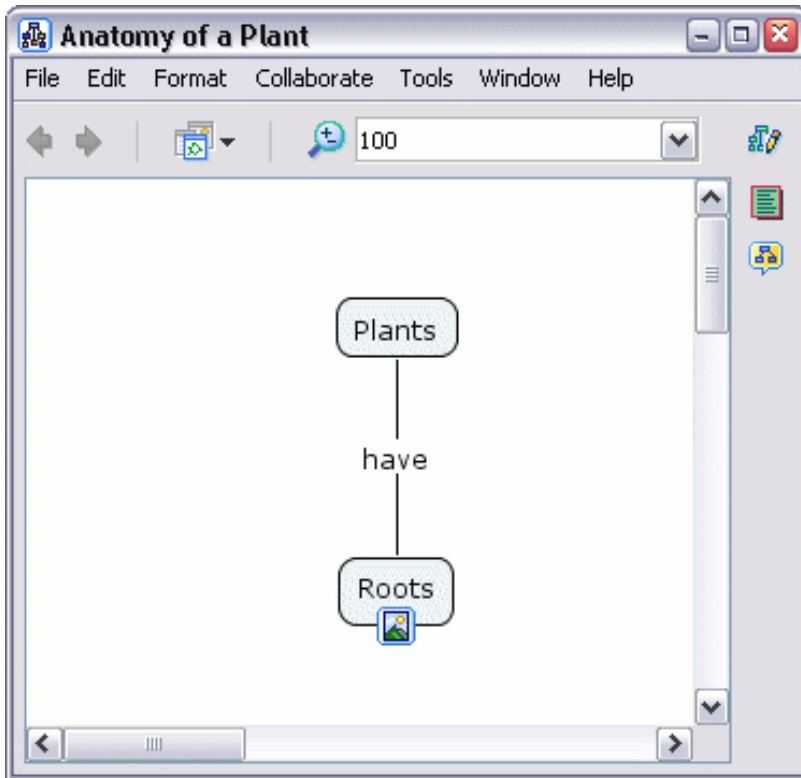 Anatomy of a Plant
File Edit Format Collaborate Tools Window Help
100
Plants
have
Roots